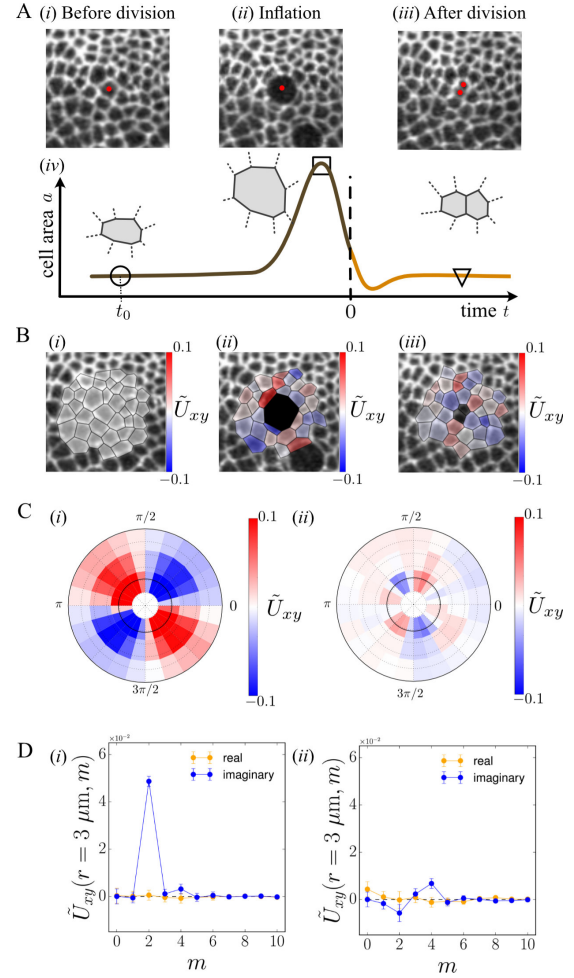 A (i) Before division (ii) Inflation (iii) After division
(iv)
cell area a
t₀ 0 time t
B (i) (ii) (iii)
0.1 0.1 0.1
Ũxy Ũxy Ũxy
−0.1 −0.1 −0.1
C (i) (ii)
π/2 0.1 π/2 0.1
π 0 Ũxy π 0 Ũxy
3π/2 3π/2
−0.1 −0.1
D (i) (ii)
×10⁻² ×10⁻²
real real
imaginary imaginary
6 6
4 4
2 2
0 0
Ũxy(r = 3 μm, m) Ũxy(r = 3 μm, m)
0 2 4 6 8 10 0 2 4 6 8 10
m m